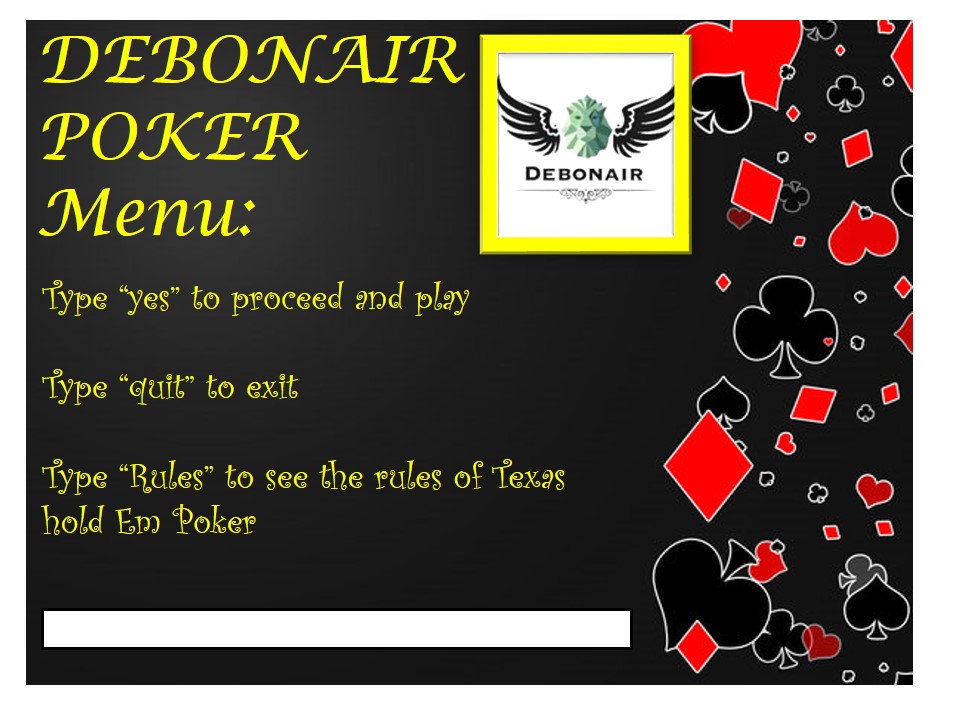 DEBONAIR
POKER
Menu:
DEBONAIR
Type “yes” to proceed and play
Type “quit” to exit
Type “Rules” to see the rules of Texas
hold Em Poker